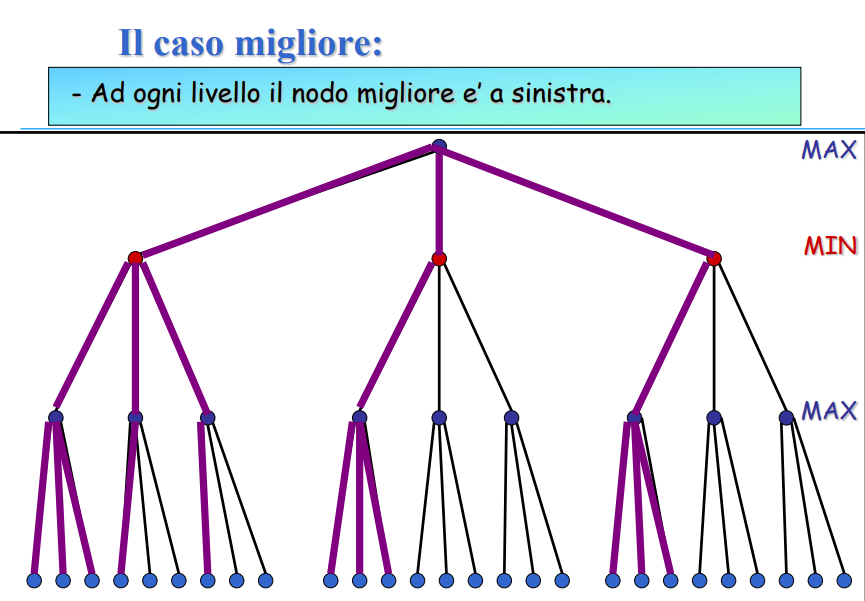 Il caso migliore:
- Ad ogni livello il nodo migliore e' a sinistra.
MAX
MIN
MAX